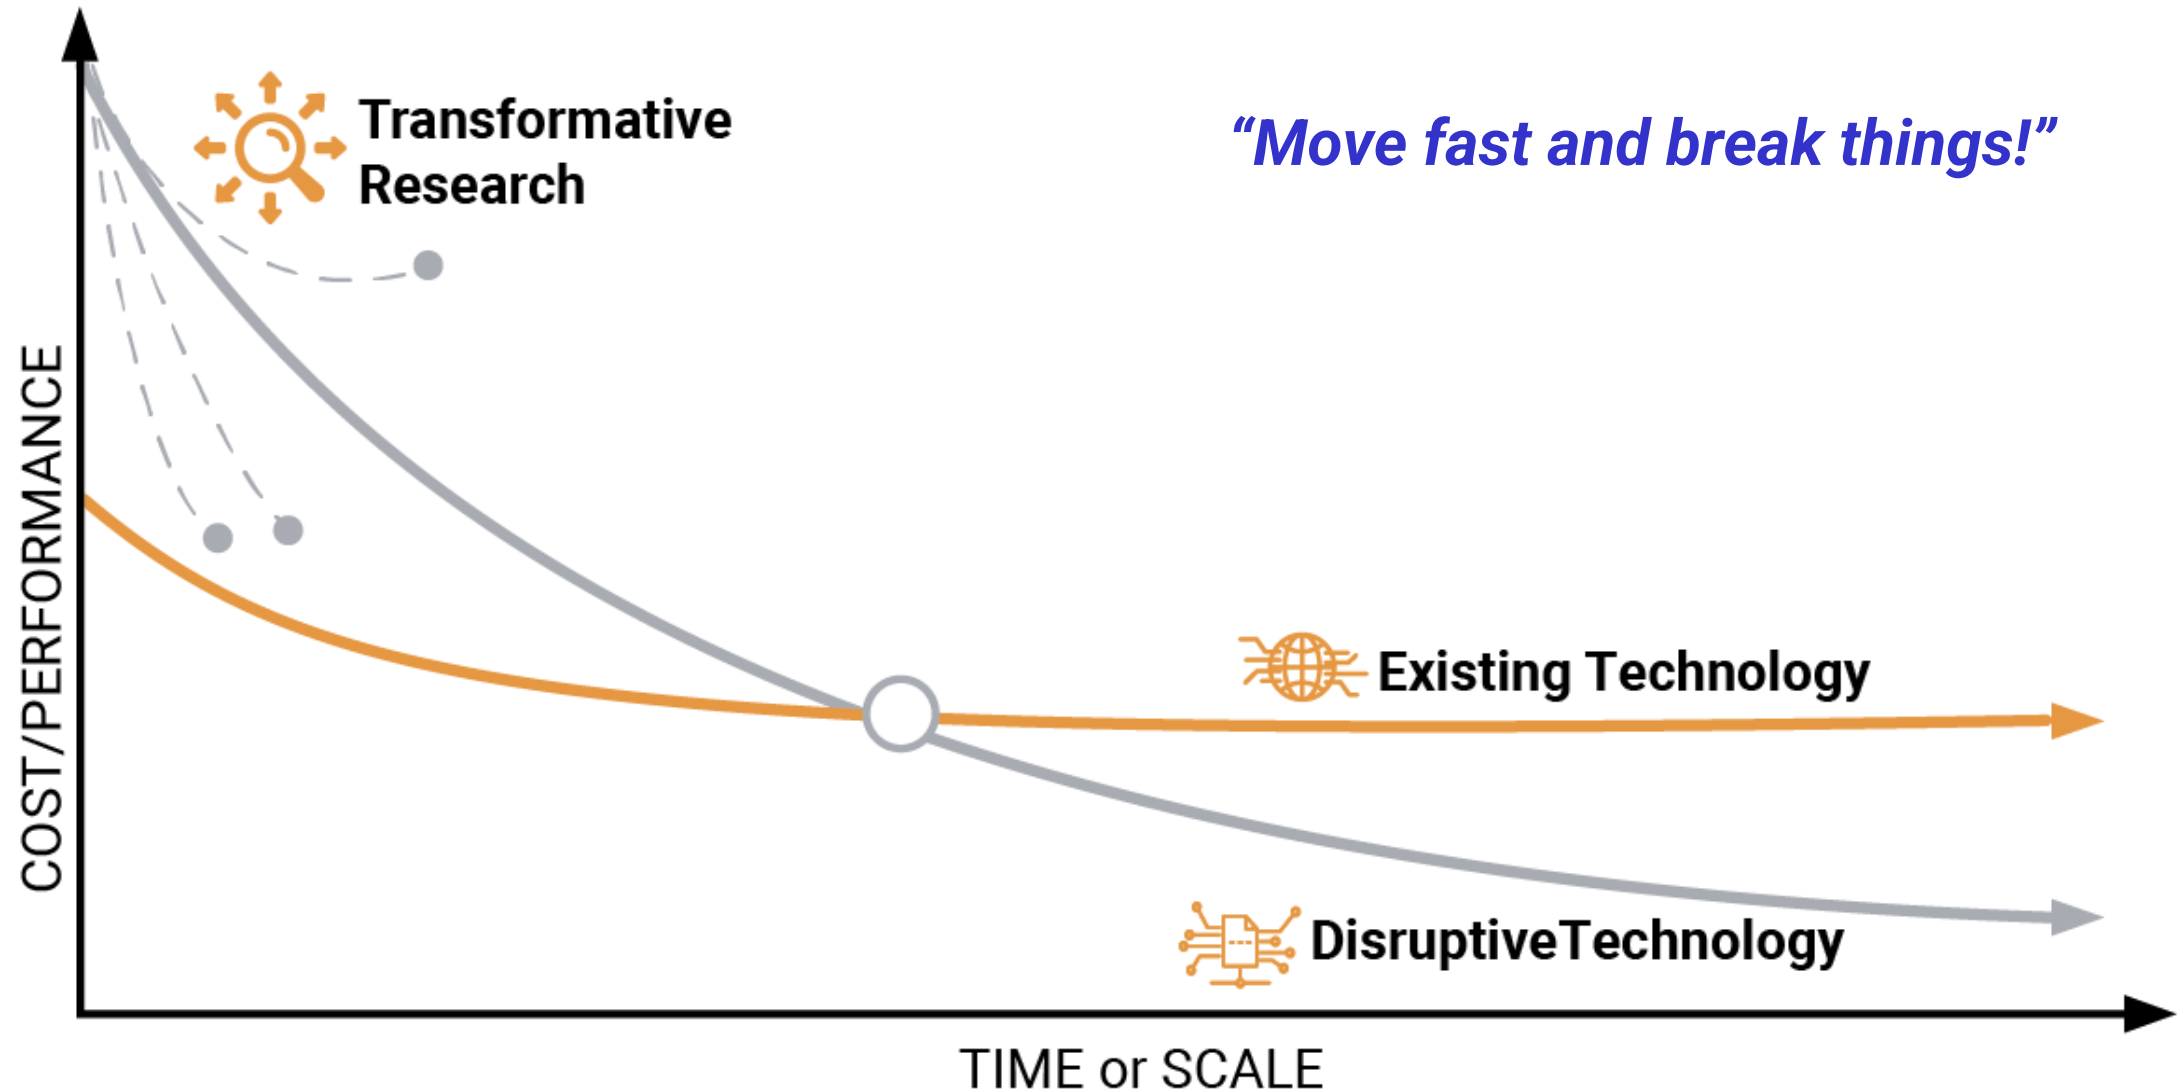 Transformative
Research
“Move fast and break things!”
COST/PERFORMANCE
Existing Technology
DisruptiveTechnology
TIME or SCALE